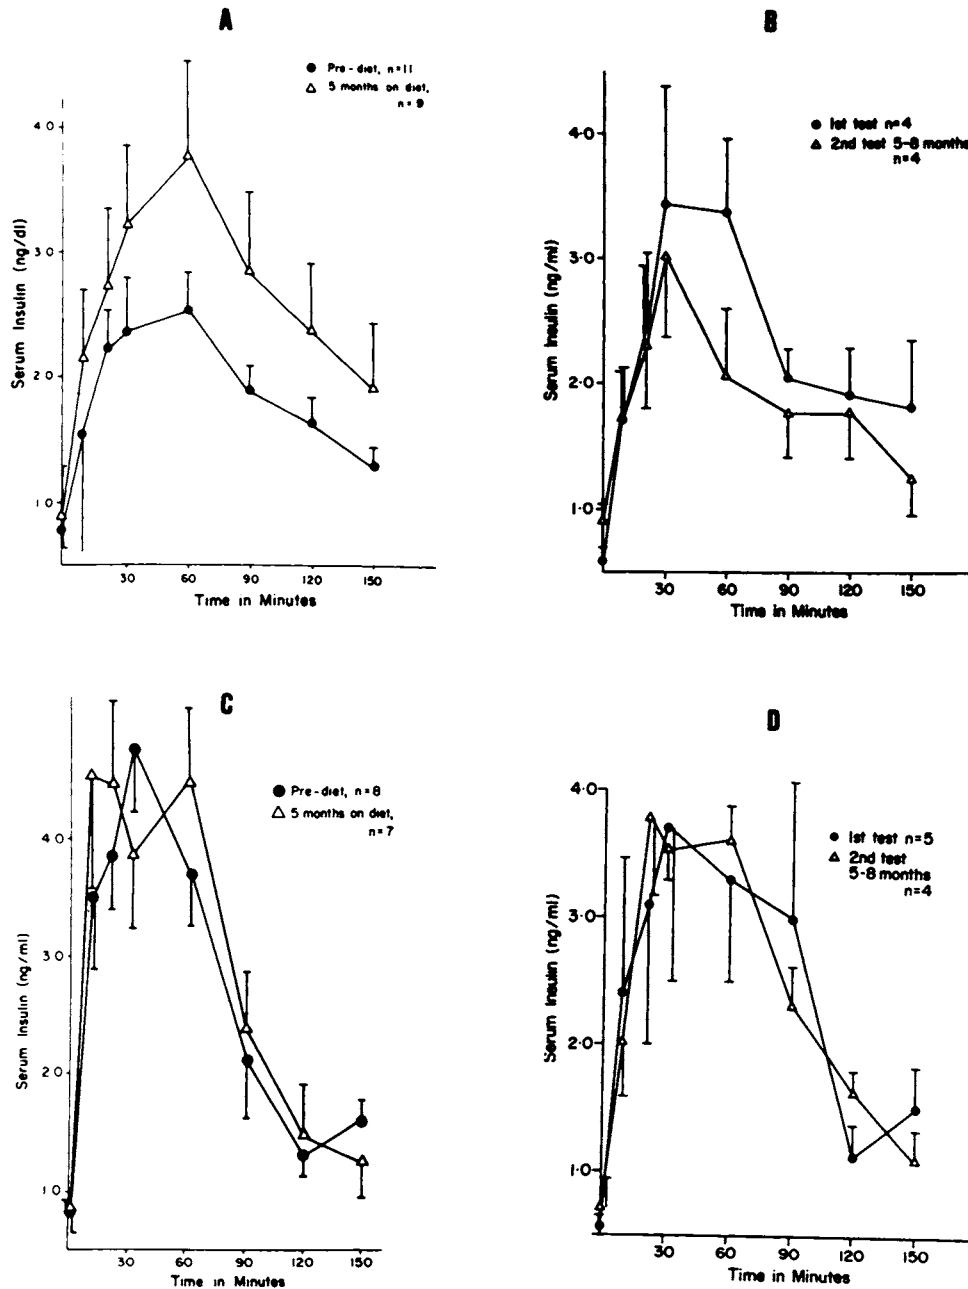 A
Pre-diet, n=11
5 months on diet,
n=9
4.0
3.0
2.0
1.0
Serum Insulin (ng/dl)
30 60 90 120 150
Time in Minutes
B
1st test n=4
2nd test 5-8 months
n=4
4.0
3.0
2.0
1.0
Serum Insulin (ng/ml)
30 60 90 120 150
Time in Minutes
C
Pre-diet, n=8
5 months on diet,
n=7
4.0
3.0
2.0
1.0
Serum Insulin (ng/ml)
30 60 90 120 150
Time in Minutes
D
1st test n=5
2nd test
5-8 months
n=4
4.0
3.0
2.0
1.0
Serum Insulin (ng/ml)
30 60 90 120 150
Time in Minutes